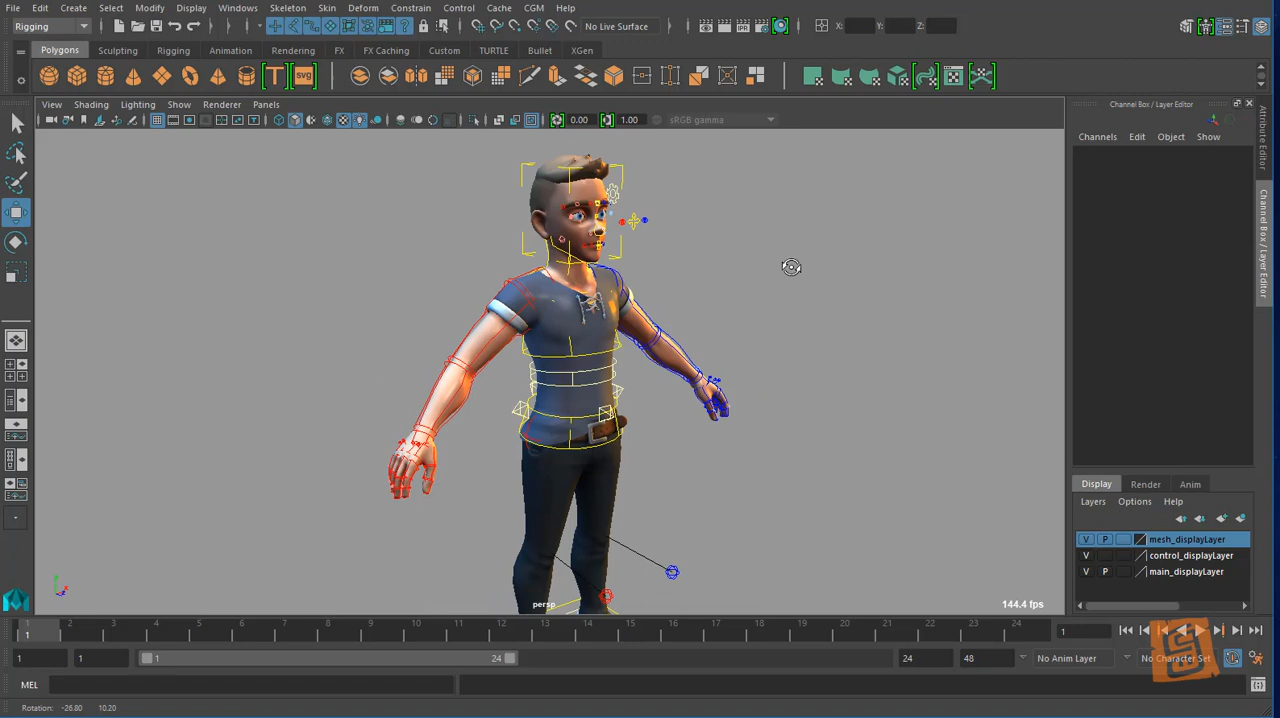 File Edit Create Select Modify Display Windows Skeleton Skin Deform Constrain Control Cache CGM Help
Rigging No Live Surface X: Y: Z:
Polygons Sculpting Rigging Animation Rendering FX FX Caching Custom TURTLE Bullet XGen
T svg
View Shading Lighting Show Renderer Panels
0.00 1.00 sRGB gamma
Channel Box / Layer Editor
Channels Edit Object Show
Attribute Editor
Channel Box / Layer Editor
Display Render Anim
Layers Options Help
V P mesh_displayLayer
V control_displayLayer
V P main_displayLayer
persp
144.4 fps
1 2 3 4 5 6 7 8 9 10 11 12 13 14 15 16 17 18 19 20 21 22 23 24
1
1
1 1 1 24 24 48 No Anim Layer No Character Set
MEL
Rotation: -26.80 10.20